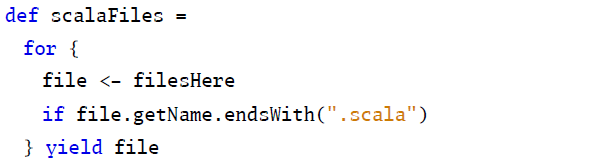 def scalaFiles =
  for {
    file <- filesHere
    if file.getName.endsWith(".scala")
  } yield file